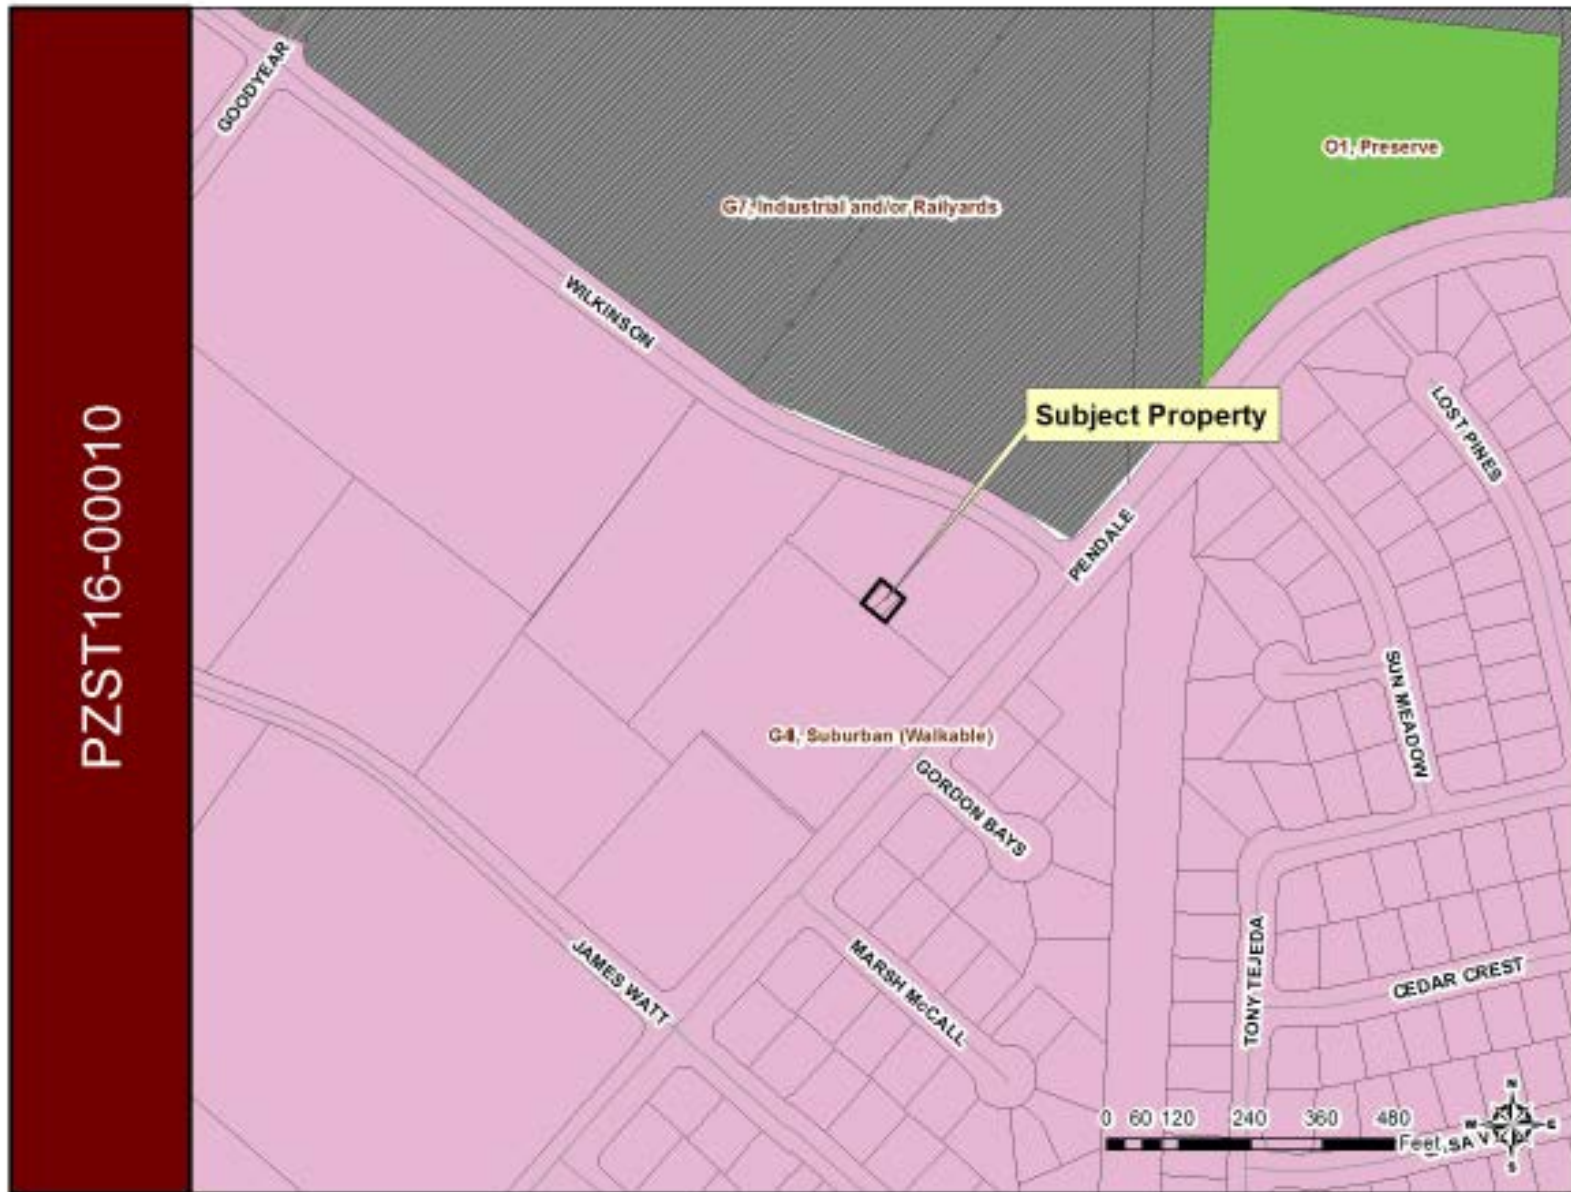 PZST16-00010
GOODYEAR
O1, Preserve
G7, Industrial and/or Railyards
WILKINSON
Subject Property
LOST PINES
PENDALE
SUN MEADOW
G4, Suburban (Walkable)
GORDON BAYS
TONY TEJEDA
MARSH McCALL
JAMES WATT
CEDAR CREST
0 60 120 240 360 480
Feet
N
W E
S